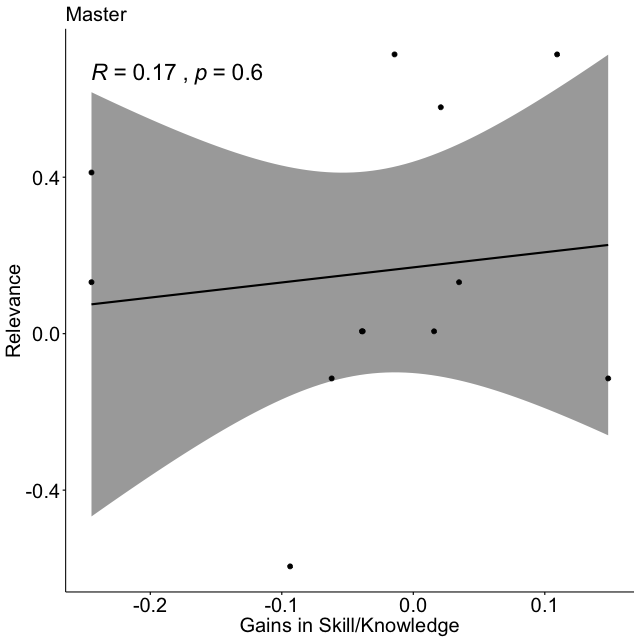 Master
R = 0.17 , p = 0.6
0.4
0.0
-0.4
Relevance
-0.2 -0.1 0.0 0.1
Gains in Skill/Knowledge